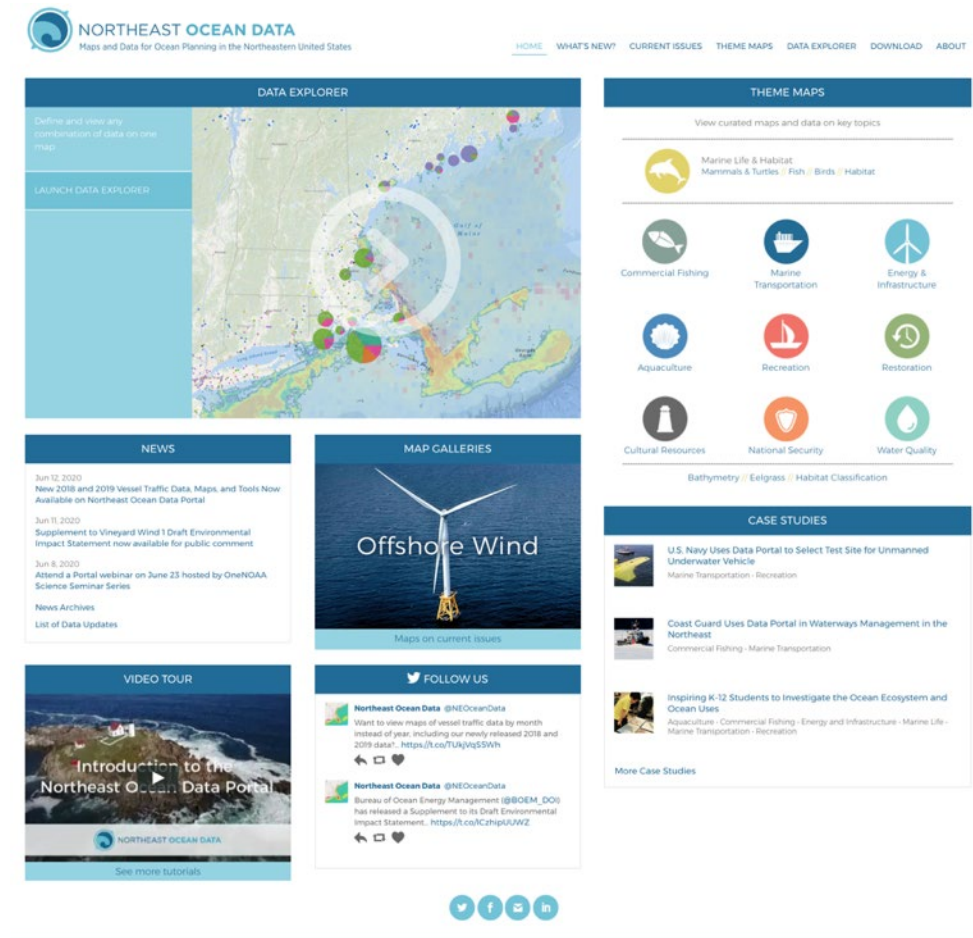 NORTHEAST OCEAN DATA
Maps and Data for Ocean Planning in the Northeastern United States
HOME WHAT'S NEW? CURRENT ISSUES THEME MAPS DATA EXPLORER DOWNLOAD ABOUT
DATA EXPLORER
Define and view any
combination of data on one
map
LAUNCH DATA EXPLORER
Gulf of
Maine
Long Island Sound
THEME MAPS
View curated maps and data on key topics
Marine Life & Habitat
Mammals & Turtles // Fish // Birds // Habitat
Commercial Fishing
Marine
Transportation
Energy &
Infrastructure
Aquaculture
Recreation
Restoration
Cultural Resources
National Security
Water Quality
Bathymetry // Eelgrass // Habitat Classification
NEWS
Jun 12, 2020
New 2018 and 2019 Vessel Traffic Data, Maps, and Tools Now
Available on Northeast Ocean Data Portal
Jun 11, 2020
Supplement to Vineyard Wind 1 Draft Environmental
Impact Statement now available for public comment
Jun 8, 2020
Attend a Portal webinar on June 23 hosted by OneNOAA
Science Seminar Series
News Archives
List of Data Updates
MAP GALLERIES
Offshore Wind
Maps on current issues
CASE STUDIES
U.S. Navy Uses Data Portal to Select Test Site for Unmanned
Underwater Vehicle
Marine Transportation - Recreation
Coast Guard Uses Data Portal in Waterways Management in the
Northeast
Commercial Fishing - Marine Transportation
Inspiring K-12 Students to Investigate the Ocean Ecosystem and
Ocean Uses
Aquaculture - Commercial Fishing - Energy and Infrastructure - Marine Life -
Marine Transportation - Recreation
More Case Studies
VIDEO TOUR
Introduction to the
Northeast Ocean Data Portal
NORTHEAST OCEAN DATA
See more tutorials
FOLLOW US
Northeast Ocean Data @NEOceanData
Want to view maps of vessel traffic data by month
instead of year, including our newly released 2018 and
2019 data?... https://t.co/TUkjVqS5Wh
Northeast Ocean Data @NEOceanData
Bureau of Ocean Energy Management (@BOEM_DOI)
has released a Supplement to its Draft Environmental
Impact Statement... https://t.co/lCzhipUUWZ